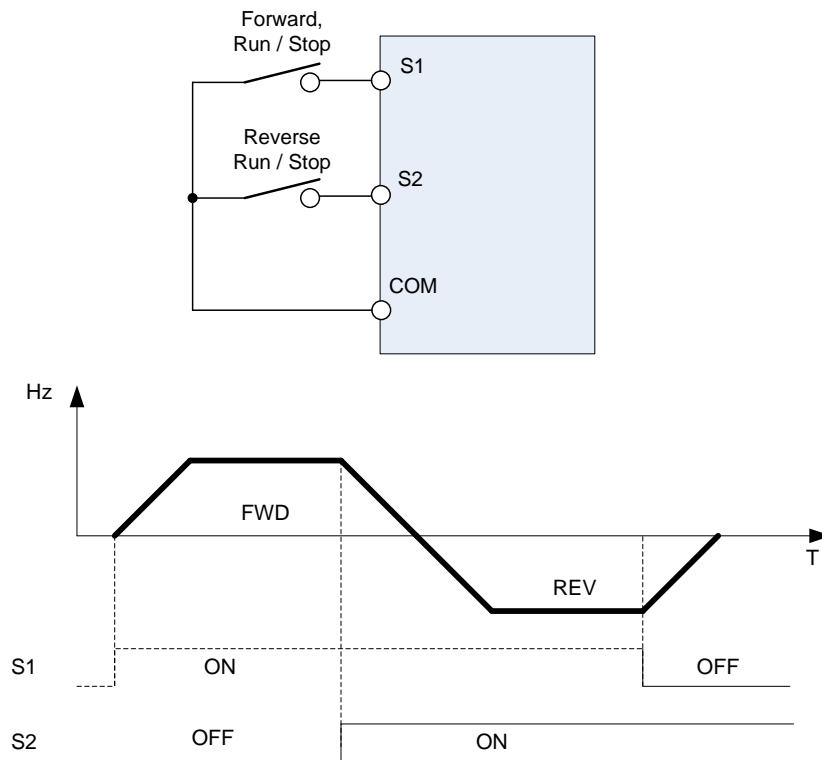 Forward,
Run / Stop
S1
Reverse
Run / Stop
S2
COM
Hz
FWD
T
REV
S1
ON
OFF
S2
OFF
ON